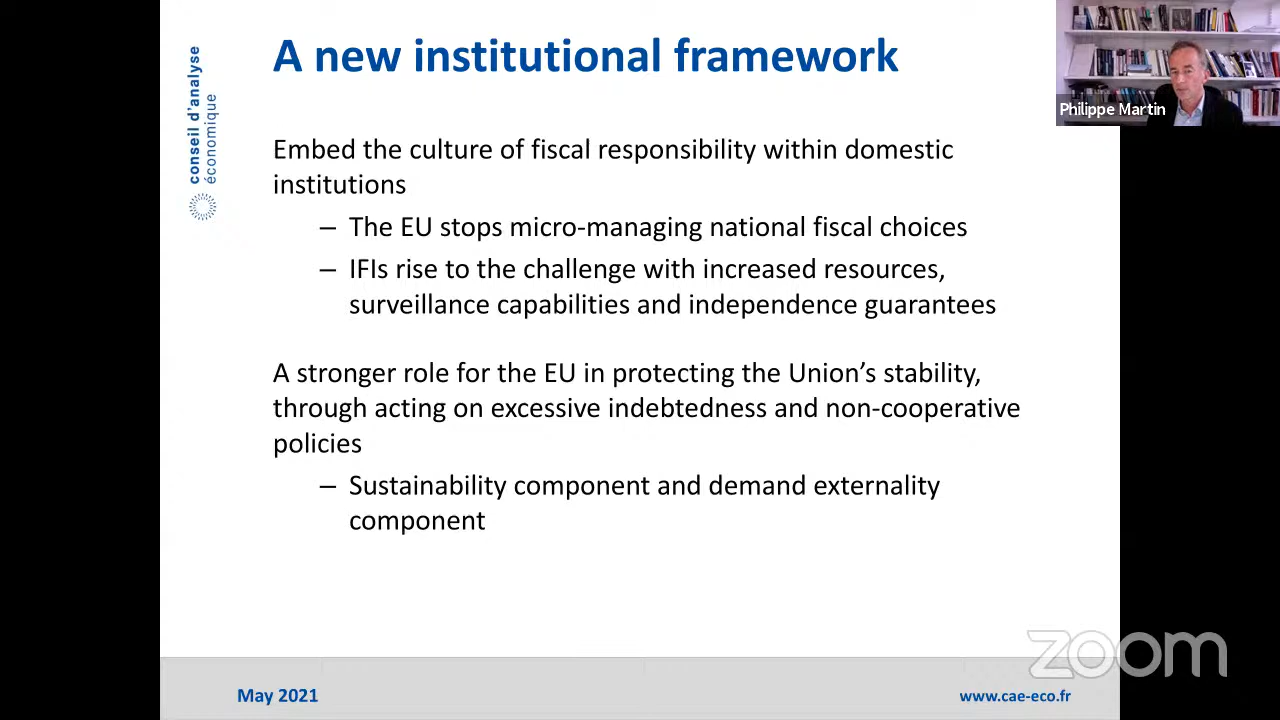 A new institutional framework
conseil d'analyse
économique
Philippe Martin
Embed the culture of fiscal responsibility within domestic
institutions
– The EU stops micro-managing national fiscal choices
– IFIs rise to the challenge with increased resources,
surveillance capabilities and independence guarantees
A stronger role for the EU in protecting the Union’s stability,
through acting on excessive indebtedness and non-cooperative
policies
– Sustainability component and demand externality
component
zoom
May 2021
www.cae-eco.fr